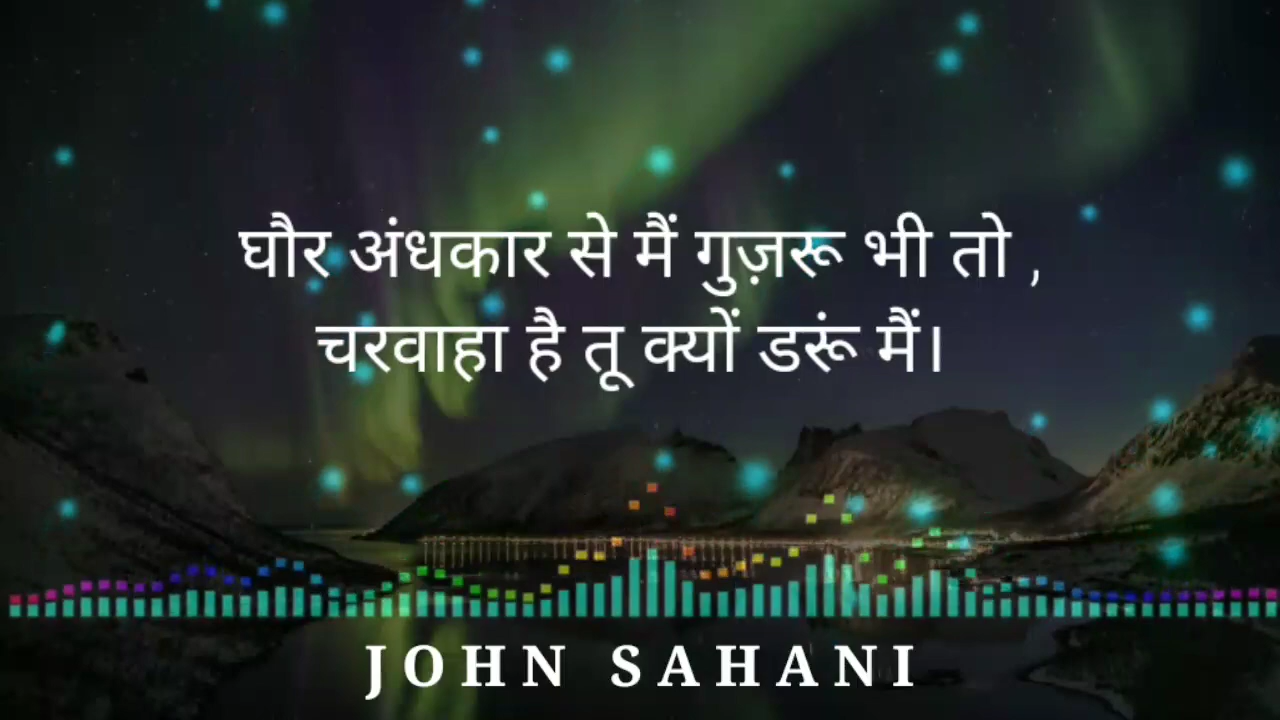 घौर अंधकार से मैं गुज़रू भी तो ,
चरवाहा है तू क्यों डरूं मैं।
JOHN SAHANI